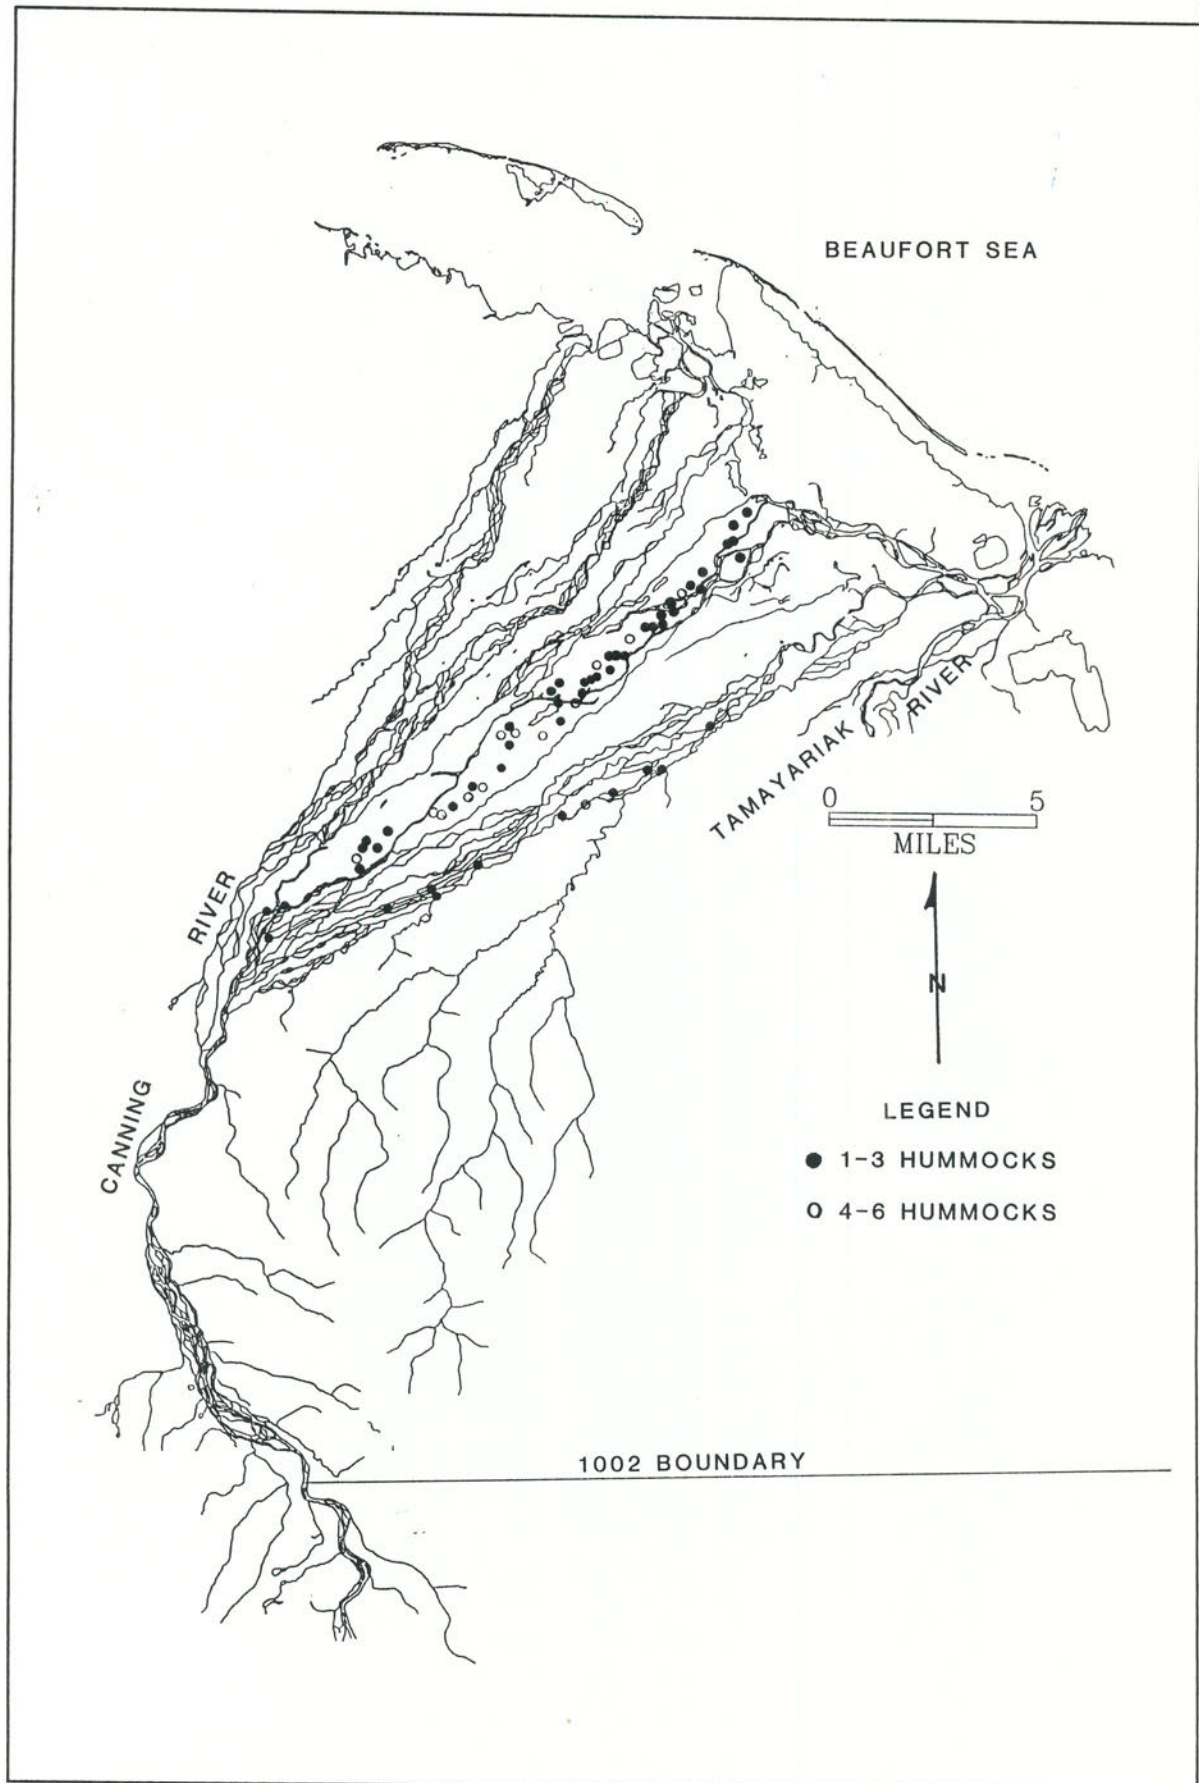 BEAUFORT SEA
TAMAYARIAK RIVER
0 5
MILES
RIVER
N
CANNING
LEGEND
1-3 HUMMOCKS
4-6 HUMMOCKS
1002 BOUNDARY